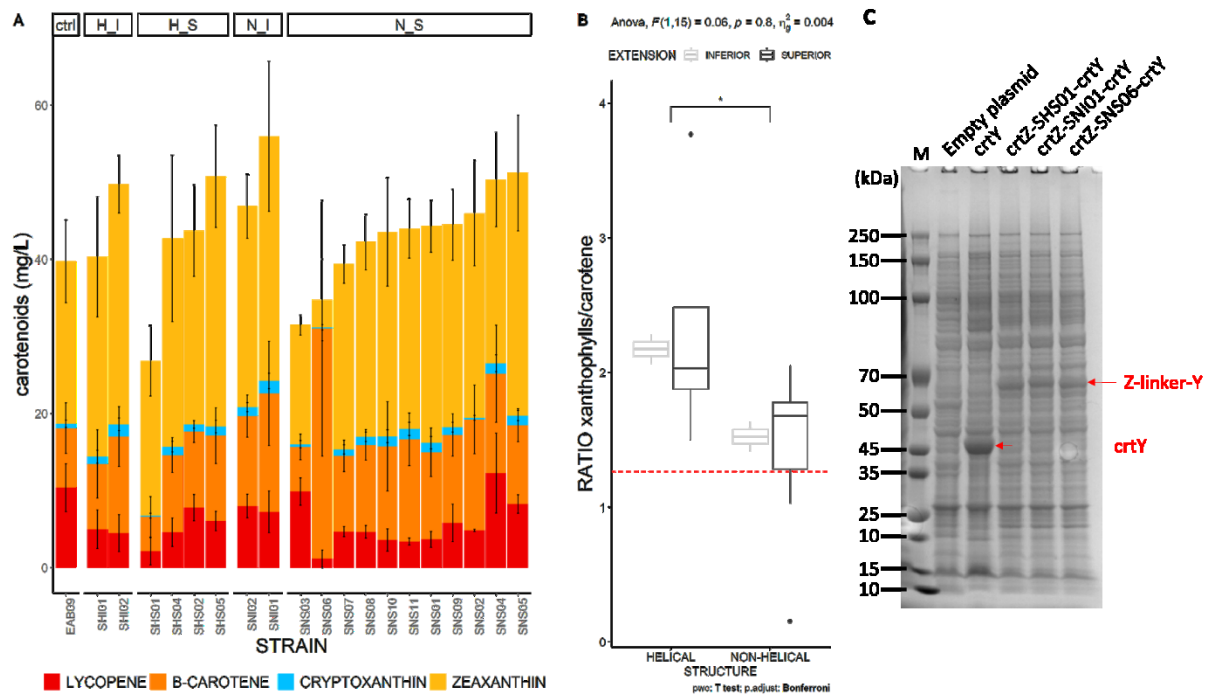 A
ctrl H_I H_S N_I N_S
carotenoids (mg/L)
60
40
20
0
EAB09 SHI01 SHI02 SHS01 SHS04 SHS02 SHS05 SNI02 SNI01 SNS03 SNS06 SNS07 SNS08 SNS10 SNS11 SNS01 SNS09 SNS02 SNS04 SNS05
STRAIN
LYCOPENE B-CAROTENE CRYPTOXANTHIN ZEAXANTHIN
B
Anova, F(1,15) = 0.06, p = 0.8, η²g = 0.004
EXTENSION INFERIOR SUPERIOR
*
RATIO xanthophylls/carotene
4
3
2
1
0
HELICAL NON-HELICAL
STRUCTURE
pwc: T test; p.adjust: Bonferroni
C
Empty plasmid
crtY
crtZ-SHS01-crtY
crtZ-SNI01-crtY
crtZ-SNS06-crtY
M
(kDa)
250
150
100
70
Z-linker-Y
50
45
crtY
35
25
10
15
10